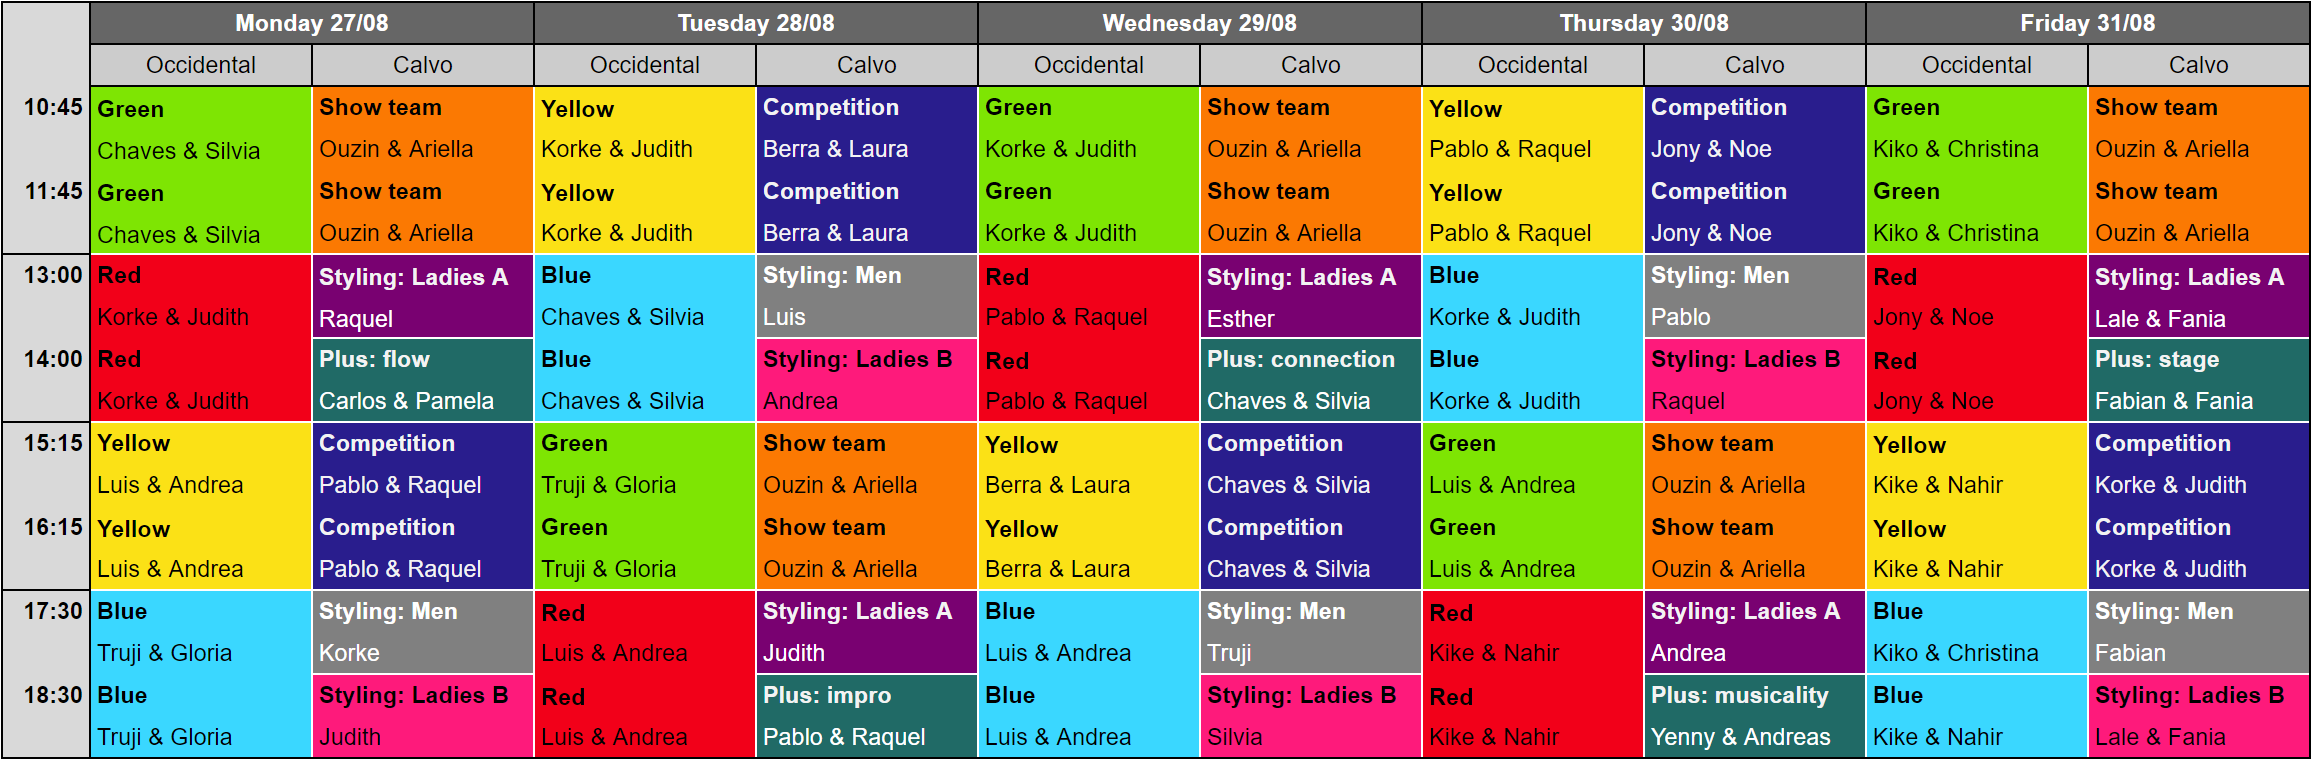 Monday 27/08 Tuesday 28/08 Wednesday 29/08 Thursday 30/08 Friday 31/08
Occidental Calvo Occidental Calvo Occidental Calvo Occidental Calvo Occidental Calvo
10:45 Green Show team Yellow Competition Green Show team Yellow Competition Green Show team
Chaves & Silvia Ouzin & Ariella Korke & Judith Berra & Laura Korke & Judith Ouzin & Ariella Pablo & Raquel Jony & Noe Kiko & Christina Ouzin & Ariella
11:45 Green Show team Yellow Competition Green Show team Yellow Competition Green Show team
Chaves & Silvia Ouzin & Ariella Korke & Judith Berra & Laura Korke & Judith Ouzin & Ariella Pablo & Raquel Jony & Noe Kiko & Christina Ouzin & Ariella
13:00 Red Styling: Ladies A Blue Styling: Men Red Styling: Ladies A Blue Styling: Men Red Styling: Ladies A
Korke & Judith Raquel Chaves & Silvia Luis Pablo & Raquel Esther Korke & Judith Pablo Jony & Noe Lale & Fania
14:00 Red Plus: flow Blue Styling: Ladies B Red Plus: connection Blue Styling: Ladies B Red Plus: stage
Korke & Judith Carlos & Pamela Chaves & Silvia Andrea Pablo & Raquel Chaves & Silvia Korke & Judith Raquel Jony & Noe Fabian & Fania
15:15 Yellow Competition Green Show team Yellow Competition Green Show team Yellow Competition
Luis & Andrea Pablo & Raquel Truji & Gloria Ouzin & Ariella Berra & Laura Chaves & Silvia Luis & Andrea Ouzin & Ariella Kike & Nahir Korke & Judith
16:15 Yellow Competition Green Show team Yellow Competition Green Show team Yellow Competition
Luis & Andrea Pablo & Raquel Truji & Gloria Ouzin & Ariella Berra & Laura Chaves & Silvia Luis & Andrea Ouzin & Ariella Kike & Nahir Korke & Judith
17:30 Blue Styling: Men Red Styling: Ladies A Blue Styling: Men Red Styling: Ladies A Blue Styling: Men
Truji & Gloria Korke Luis & Andrea Judith Luis & Andrea Truji Kike & Nahir Andrea Kiko & Christina Fabian
18:30 Blue Styling: Ladies B Red Plus: impro Blue Styling: Ladies B Red Plus: musicality Blue Styling: Ladies B
Truji & Gloria Judith Luis & Andrea Pablo & Raquel Luis & Andrea Silvia Kike & Nahir Yenny & Andreas Kike & Nahir Lale & Fania